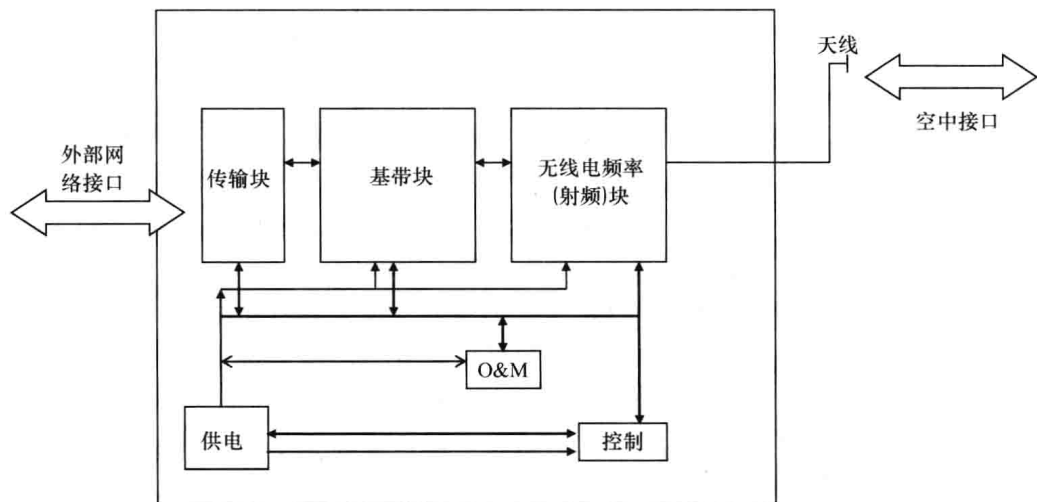 天线
空中接口
外部网
络接口
传输块
基带块
无线电频率
(射频)块
O&M
供电
控制